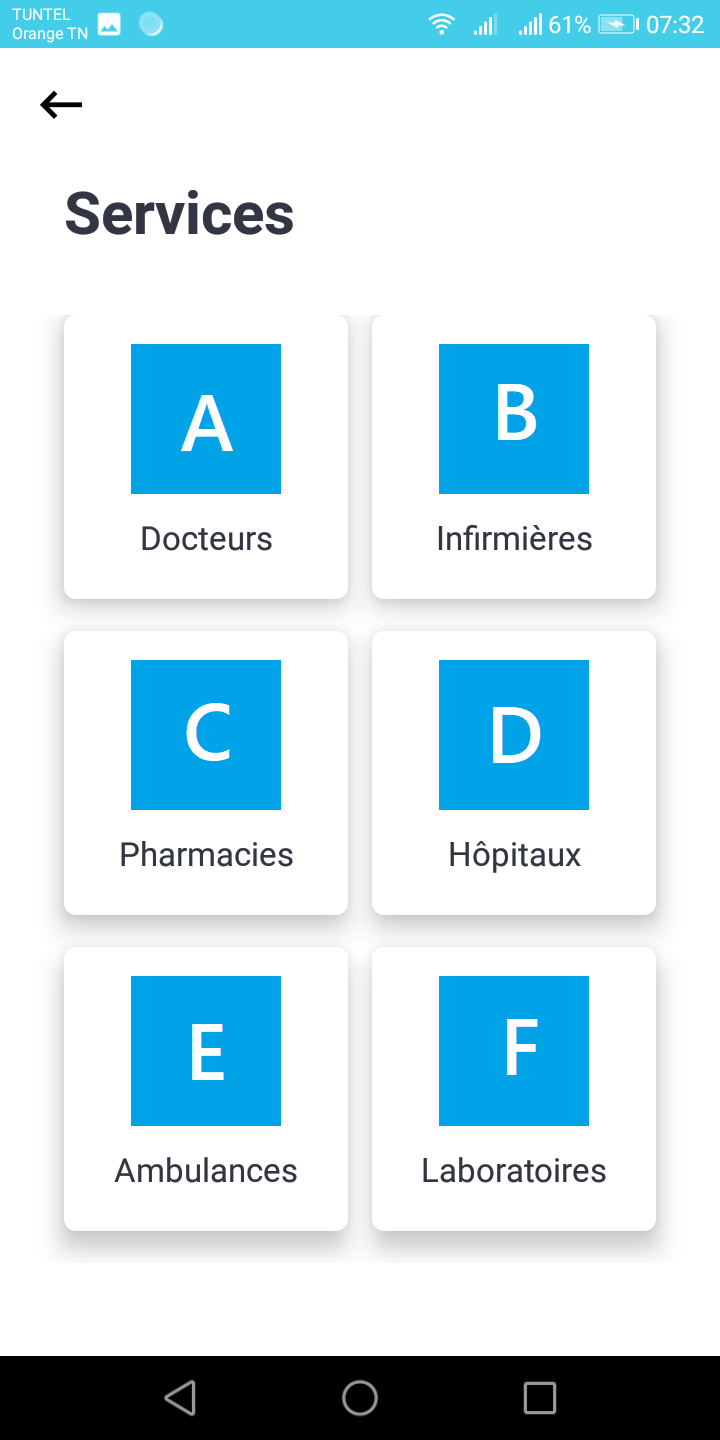 TUNTEL
Orange TN
61% 07:32
Services
A
B
Docteurs
Infirmières
C
D
Pharmacies
Hôpitaux
E
F
Ambulances
Laboratoires